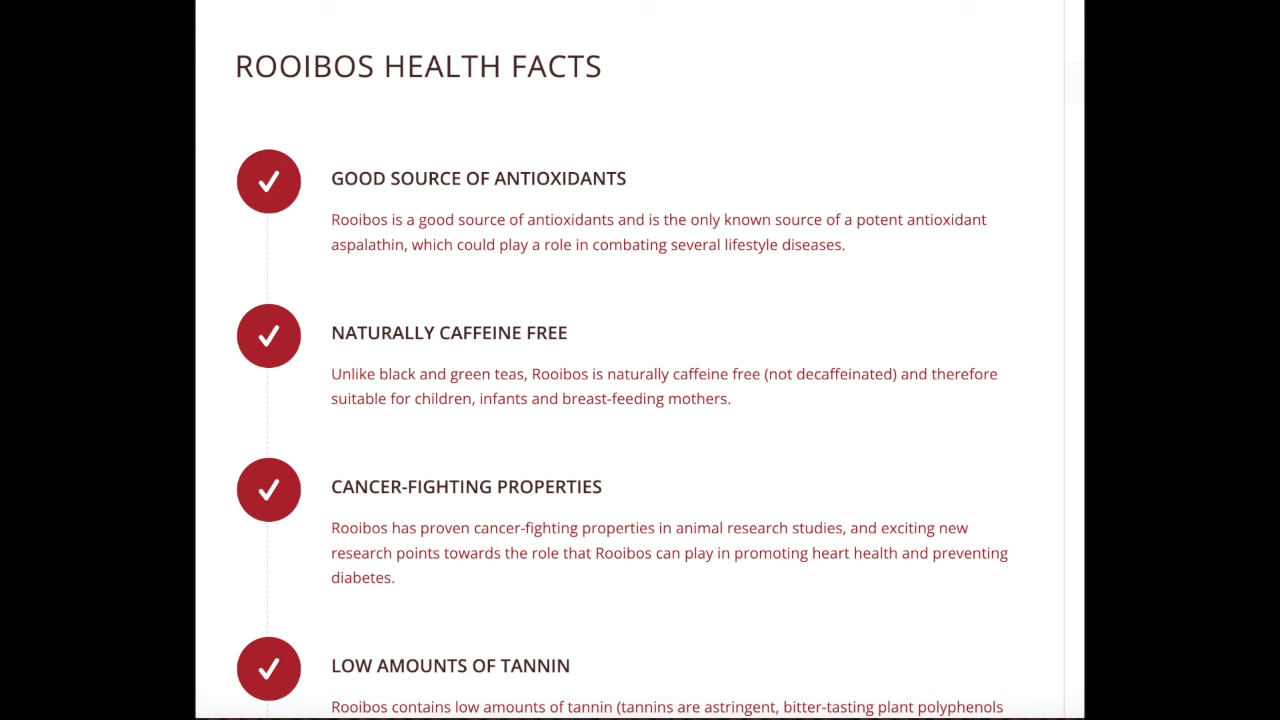 ROOIBOS HEALTH FACTS
GOOD SOURCE OF ANTIOXIDANTS
Rooibos is a good source of antioxidants and is the only known source of a potent antioxidant
aspalathin, which could play a role in combating several lifestyle diseases.
NATURALLY CAFFEINE FREE
Unlike black and green teas, Rooibos is naturally caffeine free (not decaffeinated) and therefore
suitable for children, infants and breast-feeding mothers.
CANCER-FIGHTING PROPERTIES
Rooibos has proven cancer-fighting properties in animal research studies, and exciting new
research points towards the role that Rooibos can play in promoting heart health and preventing
diabetes.
LOW AMOUNTS OF TANNIN
Rooibos contains low amounts of tannin (tannins are astringent, bitter-tasting plant polyphenols